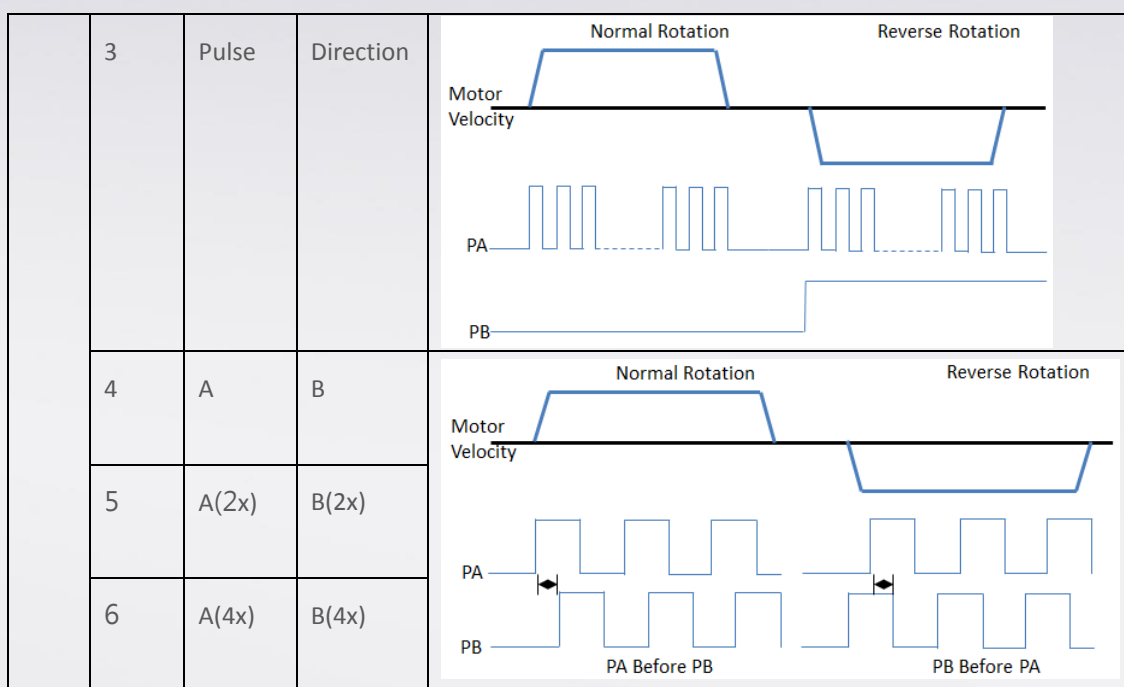 3 Pulse Direction
Normal Rotation Reverse Rotation
Motor
Velocity
PA
PB
4 A B
Normal Rotation Reverse Rotation
Motor
Velocity
5 A(2x) B(2x)
PA
6 A(4x) B(4x)
PB
PA Before PB PB Before PA